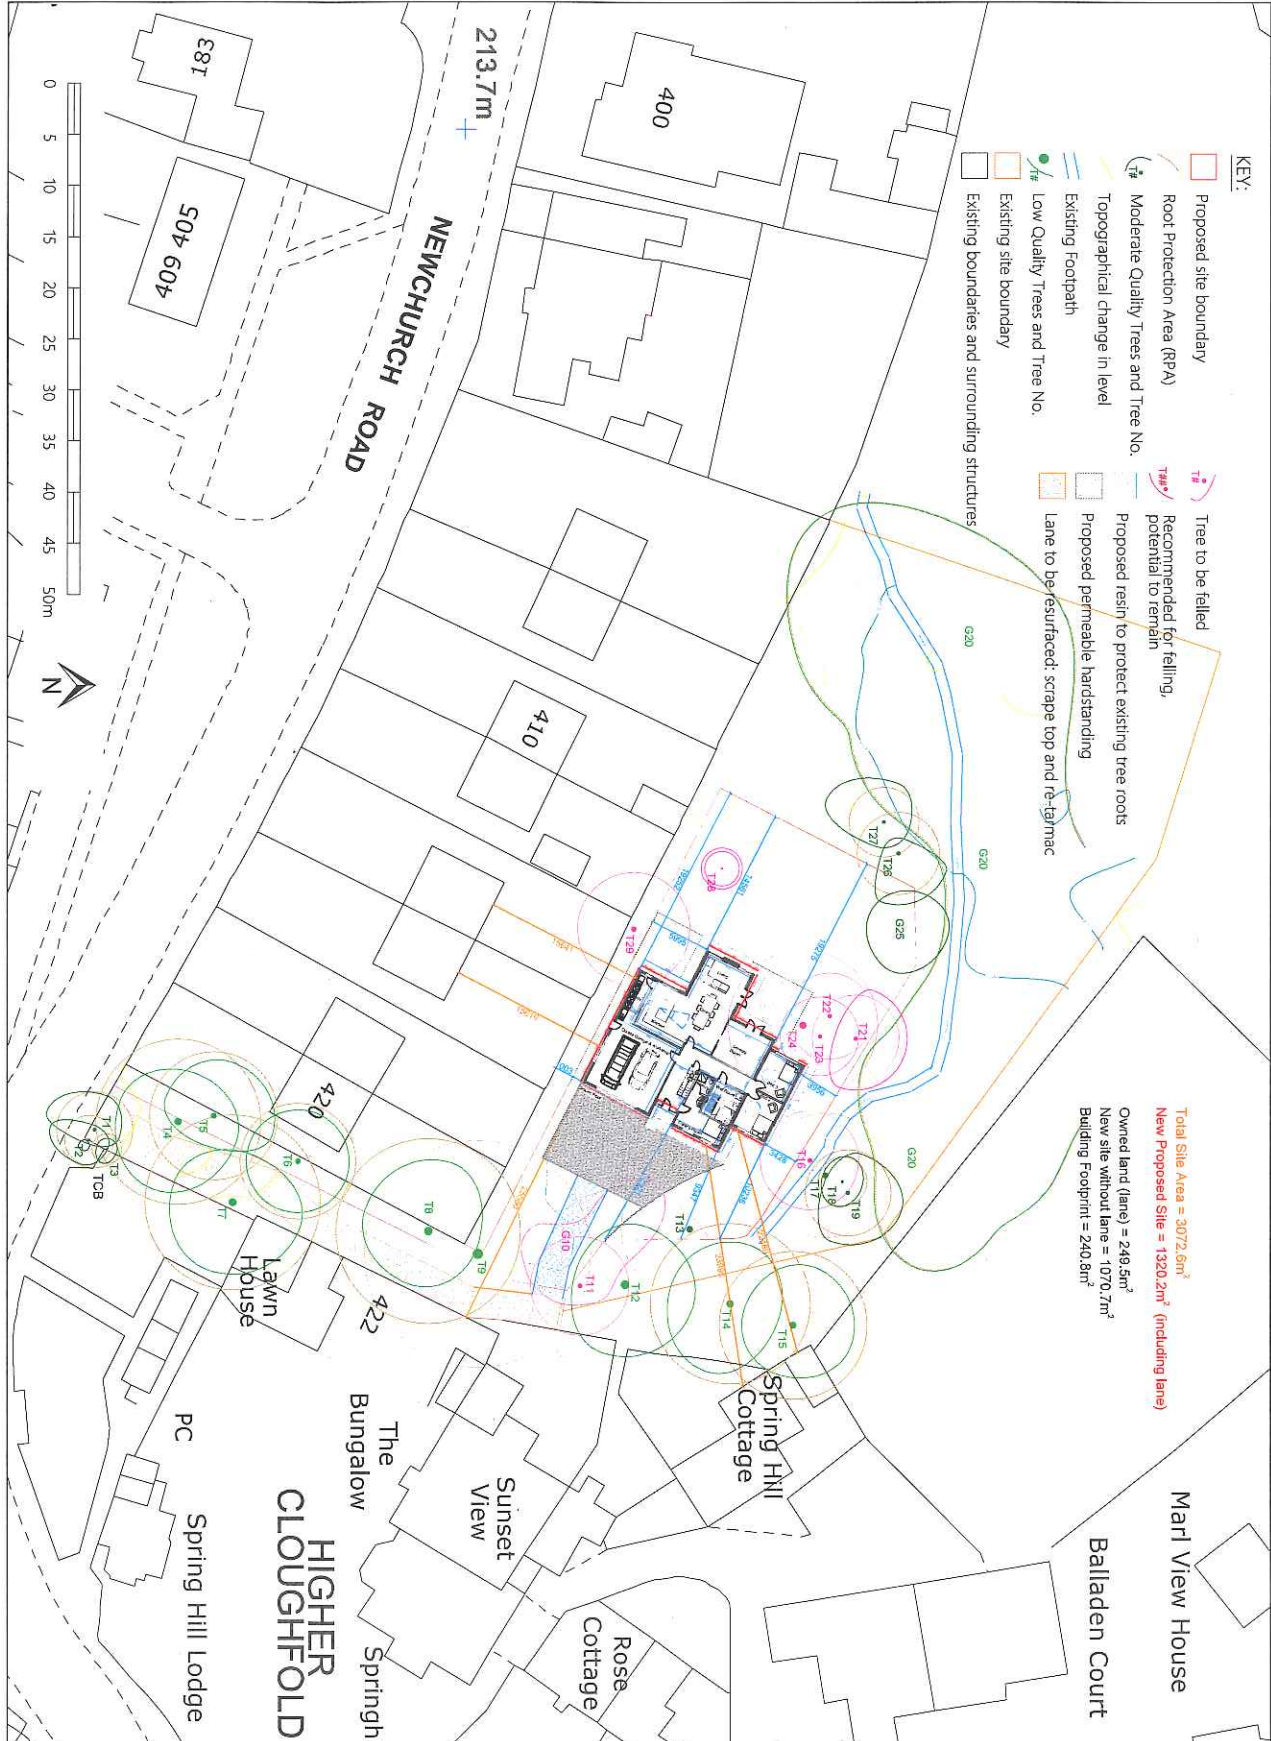 KEY:
Proposed site boundary
Root Protection Area (RPA)
T#
Moderate Quality Trees and Tree No.
Topographical change in level
Existing Footpath
T#
Low Quality Trees and Tree No.
Existing site boundary
Existing boundaries and surrounding structures
T#
Tree to be felled
T##
Recommended for felling,
potential to remain
Proposed resin to protect existing tree roots
Proposed permeable hardstanding
Lane to be resurfaced: scrape top and re-tarmac
Total Site Area = 3072.6m²
New Proposed Site = 1320.2m² (including lane)
Owned land (lane) = 249.5m²
New site without lane = 1070.7m²
Building Footprint = 240.8m²
Marl View House
Balladen Court
G20
G20
G20
T27
T26
G25
T28
T29
T22
T21
T23
T24
T16
T17
T18
T19
T13
T12
T14
T15
G10
T11
T9
T8
T6
T7
T5
T4
T1
T2
T3
TCB
19275
Spring Hill
Cottage
Rose
Cottage
Sunset
View
The
Bungalow
422
Lawn
House
420
410
400
213.7m
NEWCHURCH ROAD
183
409 405
PC
Spring Hill Lodge
HIGHER
CLOUGHFOLD
Springh
0 5 10 15 20 25 30 35 40 45 50m
N